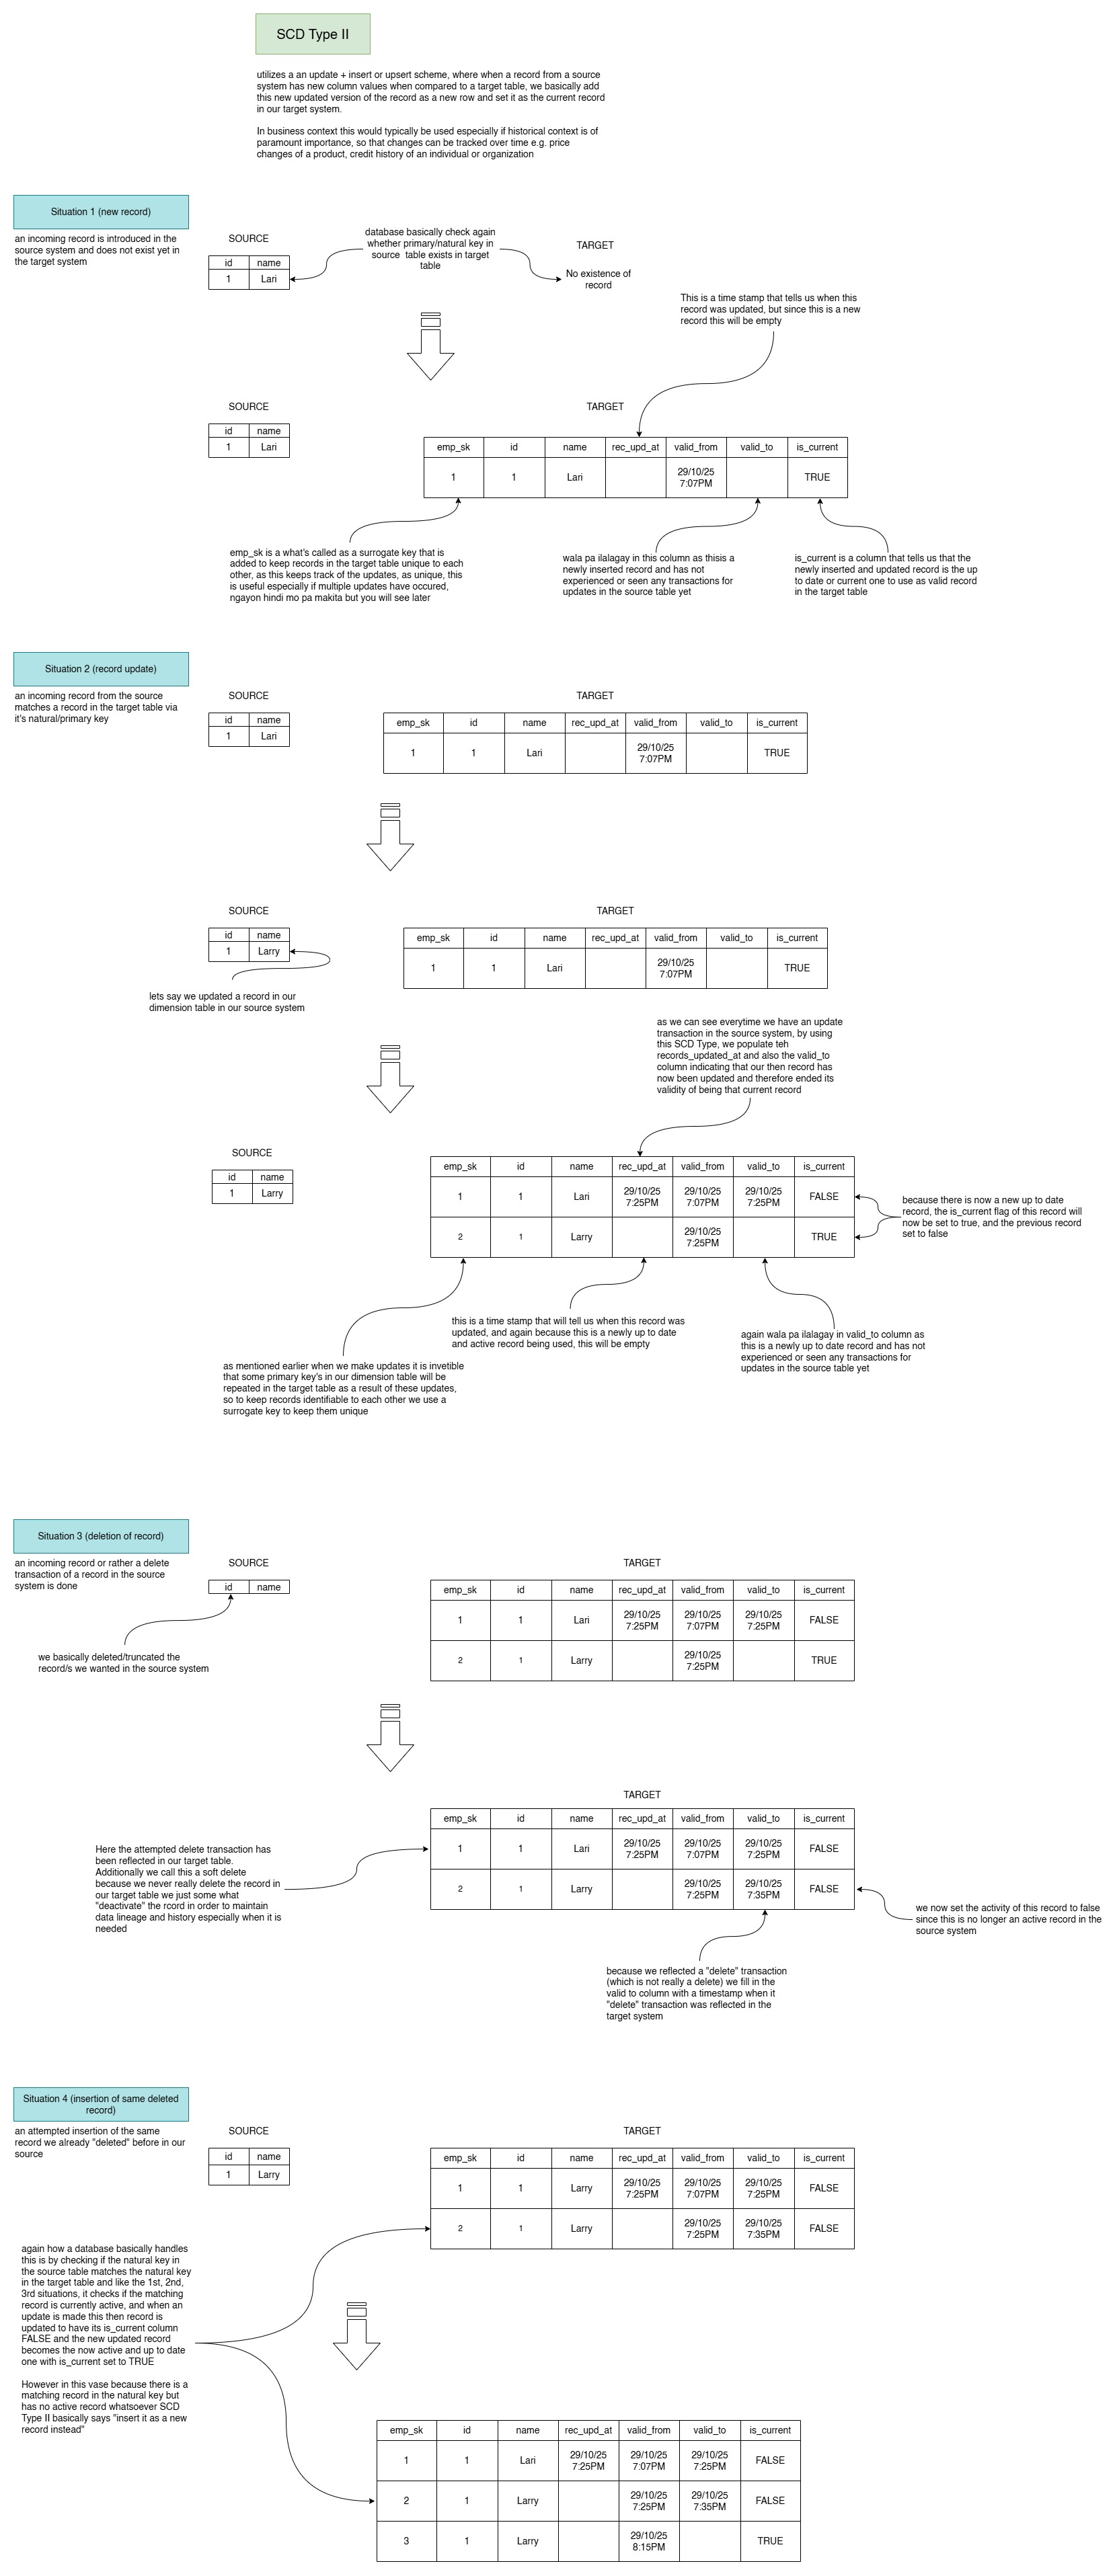 SCD Type II
utilizes a an update + insert or upsert scheme, where when a record from a source
system has new column values when compared to a target table, we basically add
this new updated version of the record as a new row and set it as the current record
in our target system.
In business context this would typically be used especially if historical context is of
paramount importance, so that changes can be tracked over time e.g. price
changes of a product, credit history of an individual or organization
Situation 1 (new record)
an incoming record is introduced in the
source system and does not exist yet in
the target system
SOURCE
id name
1 Lari
database basically check again
whether primary/natural key in
source table exists in target
table
TARGET
No existence of
record
This is a time stamp that tells us when this
record was updated, but since this is a new
record this will be empty
SOURCE
id name
1 Lari
TARGET
emp_sk id name rec_upd_at valid_from valid_to is_current
1 1 Lari 29/10/25 7:07PM TRUE
emp_sk is a what's called as a surrogate key that is
added to keep records in the target table unique to each
other, as this keeps track of the updates, as unique, this
is useful especially if multiple updates have occured,
ngayon hindi mo pa makita but you will see later
wala pa ilalagay in this column as thisis a
newly inserted record and has not
experienced or seen any transactions for
updates in the source table yet
is_current is a column that tells us that the
newly inserted and updated record is the up
to date or current one to use as valid record
in the target table
Situation 2 (record update)
an incoming record from the source
matches a record in the target table via
it's natural/primary key
SOURCE
id name
1 Lari
TARGET
emp_sk id name rec_upd_at valid_from valid_to is_current
1 1 Lari 29/10/25 7:07PM TRUE
SOURCE
id name
1 Larry
lets say we updated a record in our
dimension table in our source system
TARGET
emp_sk id name rec_upd_at valid_from valid_to is_current
1 1 Lari 29/10/25 7:07PM TRUE
as we can see everytime we have an update
transaction in the source system, by using
this SCD Type, we populate teh
records_updated_at and also the valid_to
column indicating that our then record has
now been updated and therefore ended its
validity of being that current record
SOURCE
id name
1 Larry
emp_sk id name rec_upd_at valid_from valid_to is_current
1 1 Lari 29/10/25 7:25PM 29/10/25 7:07PM 29/10/25 7:25PM FALSE
2 1 Larry 29/10/25 7:25PM TRUE
because there is now a new up to date
record, the is_current flag of this record will
now be set to true, and the previous record
set to false
this is a time stamp that will tell us when this record was
updated, and again because this is a newly up to date
and active record being used, this will be empty
again wala pa ilalagay in valid_to column as
this is a newly up to date record and has not
experienced or seen any transactions for
updates in the source table yet
as mentioned earlier when we make updates it is invetible
that some primary key's in our dimension table will be
repeated in the target table as a result of these updates,
so to keep records identifiable to each other we use a
surrogate key to keep them unique
Situation 3 (deletion of record)
an incoming record or rather a delete
transaction of a record in the source
system is done
SOURCE
id name
we basically deleted/truncated the
record/s we wanted in the source system
TARGET
emp_sk id name rec_upd_at valid_from valid_to is_current
1 1 Lari 29/10/25 7:25PM 29/10/25 7:07PM 29/10/25 7:25PM FALSE
2 1 Larry 29/10/25 7:25PM TRUE
TARGET
emp_sk id name rec_upd_at valid_from valid_to is_current
1 1 Lari 29/10/25 7:25PM 29/10/25 7:07PM 29/10/25 7:25PM FALSE
2 1 Larry 29/10/25 7:25PM 29/10/25 7:35PM FALSE
Here the attempted delete transaction has
been reflected in our target table.
Additionally we call this a soft delete
because we never really delete the record in
our target table we just some what
"deactivate" the rcord in order to maintain
data lineage and history especially when it is
needed
we now set the activity of this record to false
since this is no longer an active record in the
source system
because we reflected a "delete" transaction
(which is not really a delete) we fill in the
valid to column with a timestamp when it
"delete" transaction was reflected in the
target system
Situation 4 (insertion of same deleted
record)
an attempted insertion of the same
record we already "deleted" before in our
source
SOURCE
id name
1 Larry
TARGET
emp_sk id name rec_upd_at valid_from valid_to is_current
1 1 Larry 29/10/25 7:25PM 29/10/25 7:07PM 29/10/25 7:25PM FALSE
2 1 Larry 29/10/25 7:25PM 29/10/25 7:35PM FALSE
again how a database basically handles
this is by checking if the natural key in
the source table matches the natural key
in the target table and like the 1st, 2nd,
3rd situations, it checks if the matching
record is currently active, and when an
update is made this then record is
updated to have its is_current column
FALSE and the new updated record
becomes the now active and up to date
one with is_current set to TRUE
However in this vase because there is a
matching record in the natural key but
has no active record whatsoever SCD
Type II basically says "insert it as a new
record instead"
emp_sk id name rec_upd_at valid_from valid_to is_current
1 1 Lari 29/10/25 7:25PM 29/10/25 7:07PM 29/10/25 7:25PM FALSE
2 1 Larry 29/10/25 7:25PM 29/10/25 7:35PM FALSE
3 1 Larry 29/10/25 8:15PM TRUE